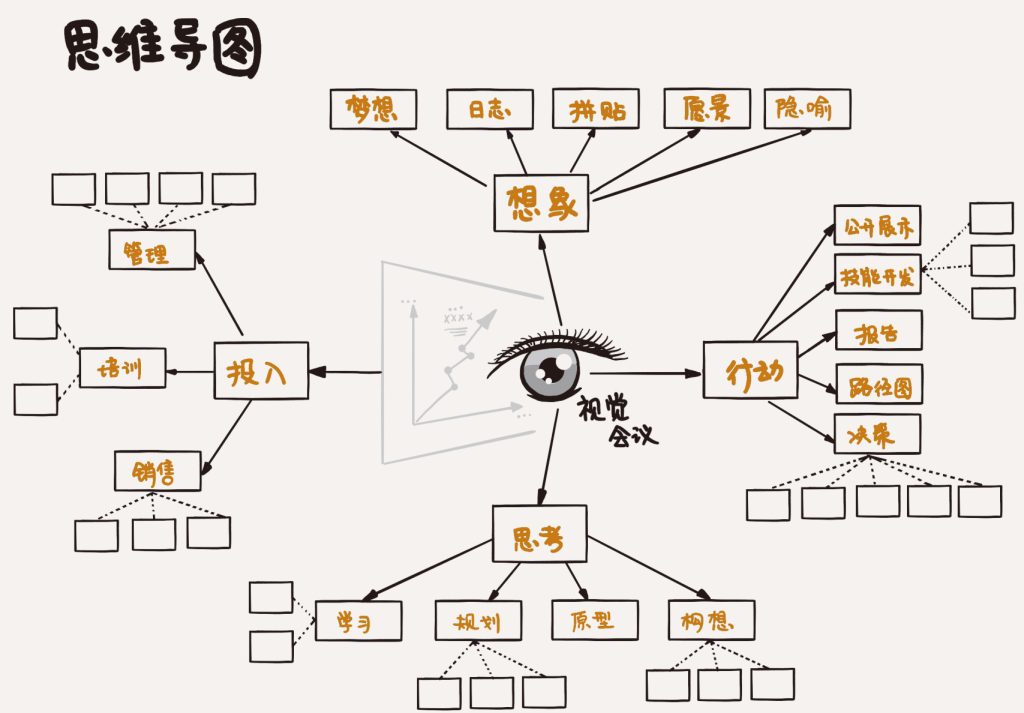 思维导图
梦想
日志
拼贴
愿景
隐喻
想象
管理
培训
投入
销售
XXXX
视觉
会议
行动
公开展示
技能开发
报告
路径图
决策
思考
学习
规划
原型
构想